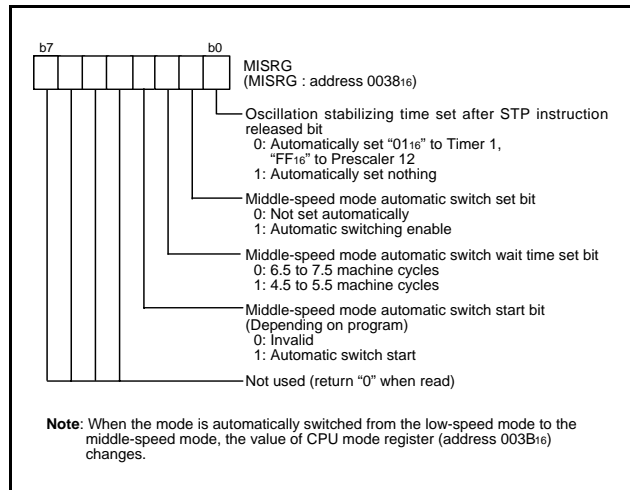 b7 b0
MISRG
(MISRG : address 003816)
Oscillation stabilizing time set after STP instruction
released bit
0: Automatically set “0116” to Timer 1,
“FF16” to Prescaler 12
1: Automatically set nothing
Middle-speed mode automatic switch set bit
0: Not set automatically
1: Automatic switching enable
Middle-speed mode automatic switch wait time set bit
0: 6.5 to 7.5 machine cycles
1: 4.5 to 5.5 machine cycles
Middle-speed mode automatic switch start bit
(Depending on program)
0: Invalid
1: Automatic switch start
Not used (return “0” when read)
Note: When the mode is automatically switched from the low-speed mode to the
middle-speed mode, the value of CPU mode register (address 003B16)
changes.